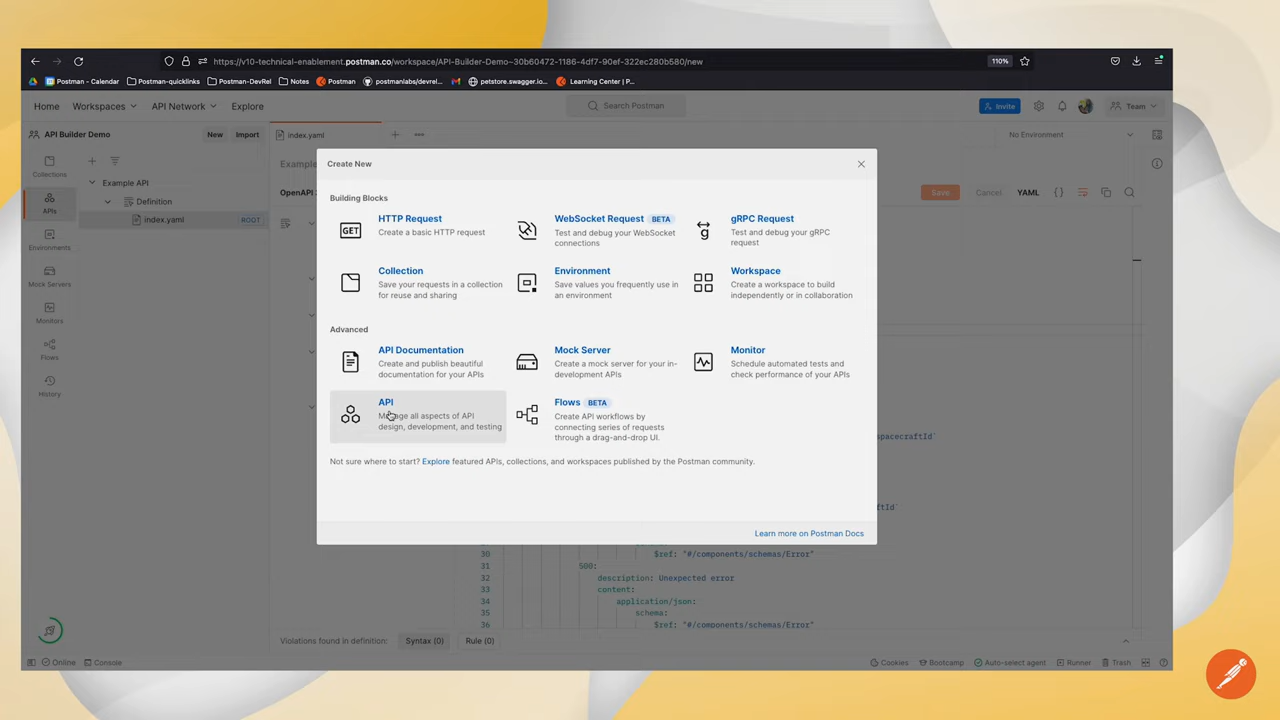 https://v10-technical-enablement.postman.co/workspace/API-Builder-Demo~30b60472-1186-4df7-90ef-322ec280b580/new
110%
Postman - Calendar
Postman-quicklinks
Postman-DevRel
Notes
Postman
postmanlabs/devrel...
petstore.swagger.io...
Learning Center | P...
Home
Workspaces
API Network
Explore
Search Postman
Invite
Team
API Builder Demo
New
Import
index.yaml
No Environment
Collections
APIs
Environments
Mock Servers
Monitors
Flows
History
Example API
Definition
index.yaml
ROOT
Example
OpenAPI
Save
Cancel
YAML
Create New
Building Blocks
HTTP Request
Create a basic HTTP request
WebSocket Request BETA
Test and debug your WebSocket
connections
gRPC Request
Test and debug your gRPC
request
Collection
Save your requests in a collection
for reuse and sharing
Environment
Save values you frequently use in
an environment
Workspace
Create a workspace to build
independently or in collaboration
Advanced
API Documentation
Create and publish beautiful
documentation for your APIs
Mock Server
Create a mock server for your in-
development APIs
Monitor
Schedule automated tests and
check performance of your APIs
API
Manage all aspects of API
design, development, and testing
Flows BETA
Create API workflows by
connecting series of requests
through a drag-and-drop UI.
Not sure where to start? Explore featured APIs, collections, and workspaces published by the Postman community.
Learn more on Postman Docs
30 $ref: "#/components/schemas/Error"
31 500:
32 description: Unexpected error
33 content:
34 application/json:
35 schema:
36 $ref: "#/components/schemas/Error"
Violations found in definition:
Syntax (0)
Rule (0)
Online
Console
Cookies
Bootcamp
Auto-select agent
Runner
Trash